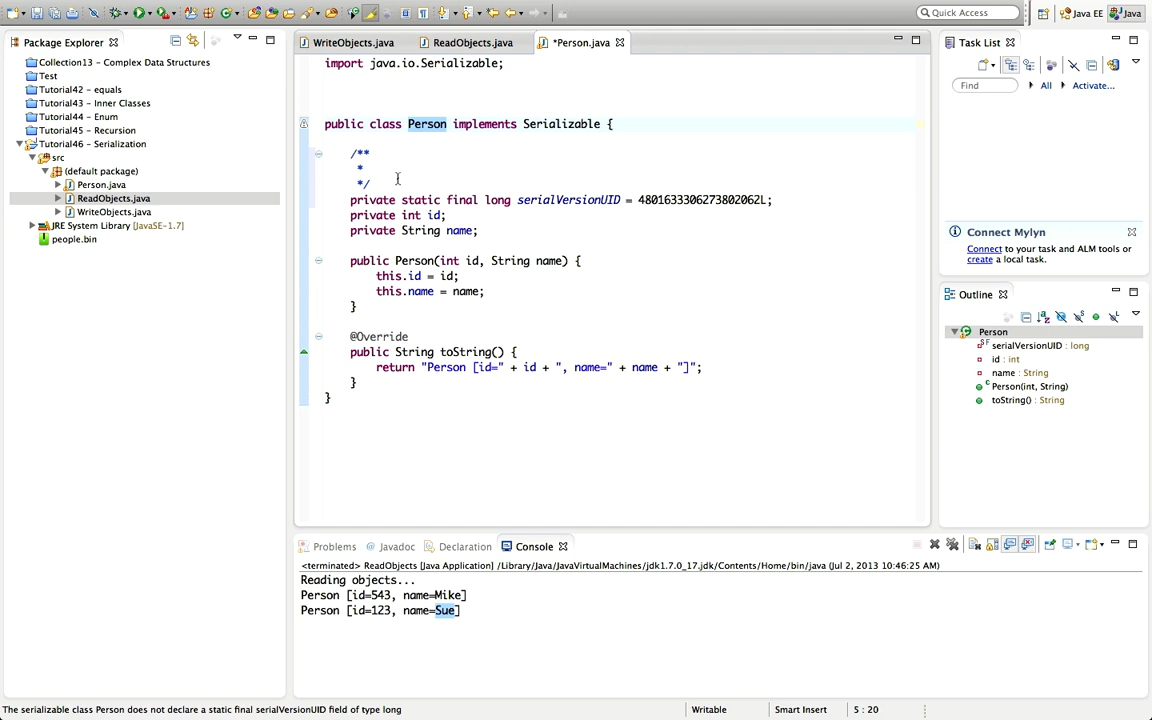 Quick Access
Java EE
Java
Package Explorer
Collection13 - Complex Data Structures
Test
Tutorial42 - equals
Tutorial43 - Inner Classes
Tutorial44 - Enum
Tutorial45 - Recursion
Tutorial46 - Serialization
src
(default package)
Person.java
ReadObjects.java
WriteObjects.java
JRE System Library [JavaSE-1.7]
people.bin
WriteObjects.java
ReadObjects.java
*Person.java
import java.io.Serializable;
public class Person implements Serializable {
/**
*
*/
private static final long serialVersionUID = 4801633306273802062L;
private int id;
private String name;
public Person(int id, String name) {
this.id = id;
this.name = name;
}
@Override
public String toString() {
return "Person [id=" + id + ", name=" + name + "]";
}
}
Task List
Find
All
Activate...
Connect Mylyn
Connect to your task and ALM tools or
create a local task.
Outline
Person
serialVersionUID : long
id : int
name : String
Person(int, String)
toString() : String
Problems
Javadoc
Declaration
Console
<terminated> ReadObjects [Java Application] /Library/Java/JavaVirtualMachines/jdk1.7.0_17.jdk/Contents/Home/bin/java (Jul 2, 2013 10:46:25 AM)
Reading objects...
Person [id=543, name=Mike]
Person [id=123, name=Sue]
The serializable class Person does not declare a static final serialVersionUID field of type long
Writable
Smart Insert
5 : 20